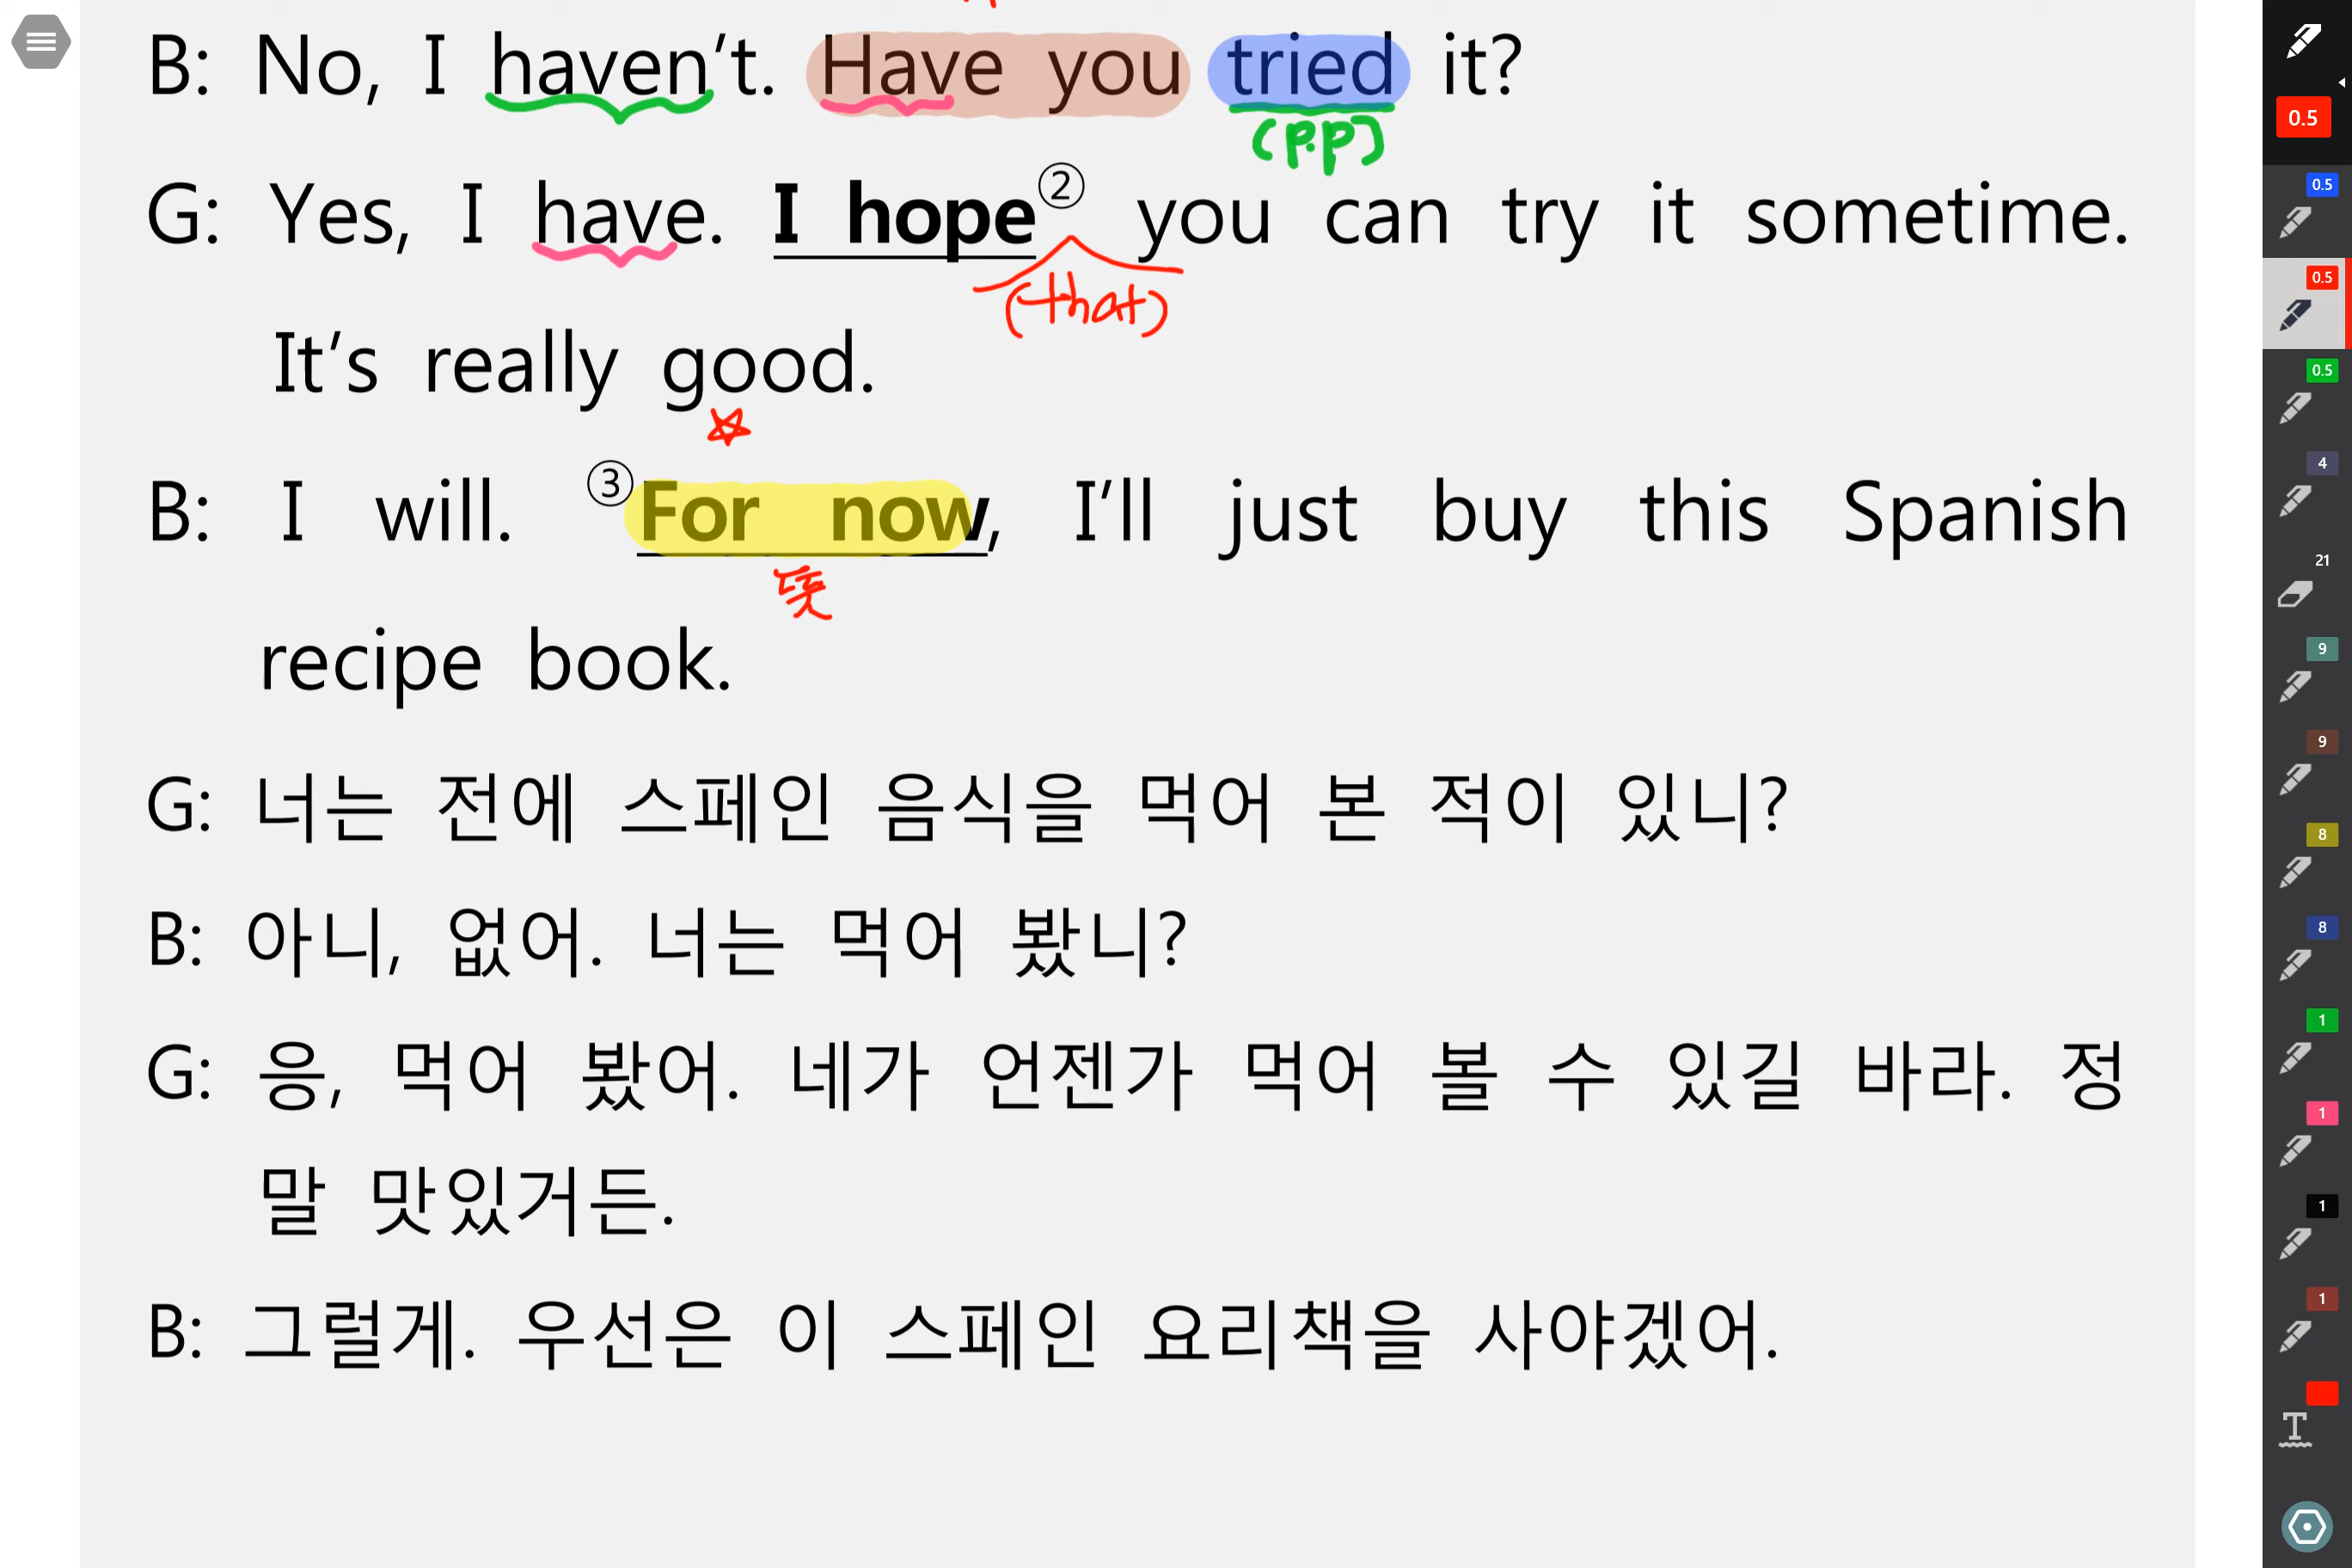 B: No, I haven't. Have you tried it?
(P.P)
G: Yes, I have. I hope② you can try it sometime.
(that)
It's really good.
B: I will. ③For now, I'll just buy this Spanish
뜻
recipe book.
G: 너는 전에 스페인 음식을 먹어 본 적이 있니?
B: 아니, 없어. 너는 먹어 봤니?
G: 응, 먹어 봤어. 네가 언젠가 먹어 볼 수 있길 바라. 정
말 맛있거든.
B: 그럴게. 우선은 이 스페인 요리책을 사야겠어.
0.5
0.5
0.5
0.5
4
21
9
9
8
8
1
1
1
1
T